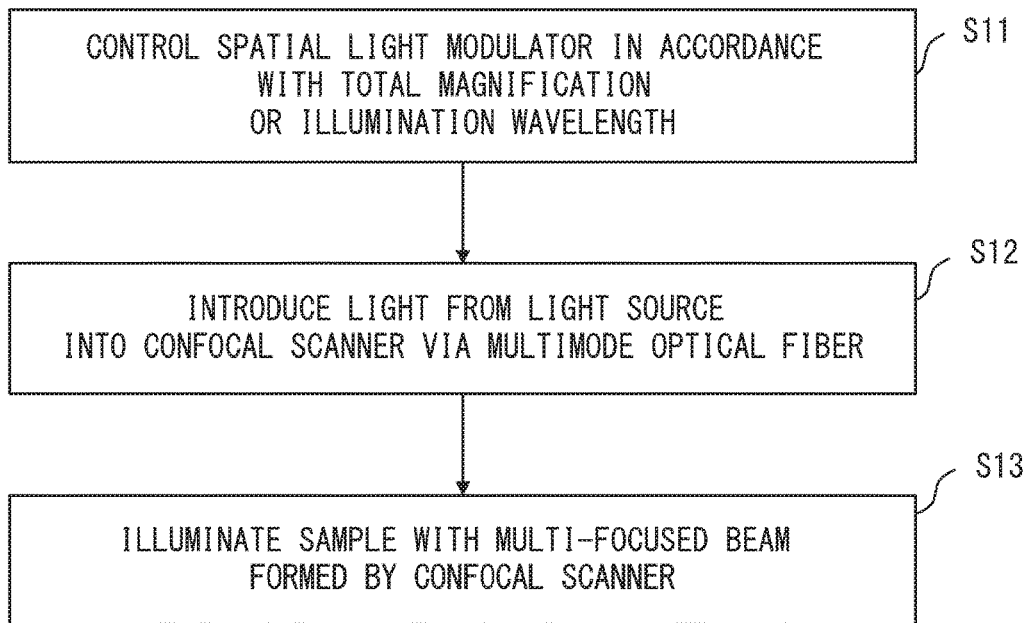 CONTROL SPATIAL LIGHT MODULATOR IN ACCORDANCE
WITH TOTAL MAGNIFICATION
OR ILLUMINATION WAVELENGTH
S11
INTRODUCE LIGHT FROM LIGHT SOURCE
INTO CONFOCAL SCANNER VIA MULTIMODE OPTICAL FIBER
S12
ILLUMINATE SAMPLE WITH MULTI-FOCUSED BEAM
FORMED BY CONFOCAL SCANNER
S13